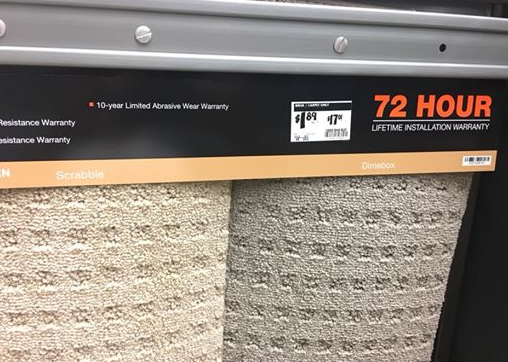 10-year Limited Abrasive Wear Warranty
Resistance Warranty
esistance Warranty
$1.89
$17.01
72 HOUR
LIFETIME INSTALLATION WARRANTY
N Scrabble Dimebox